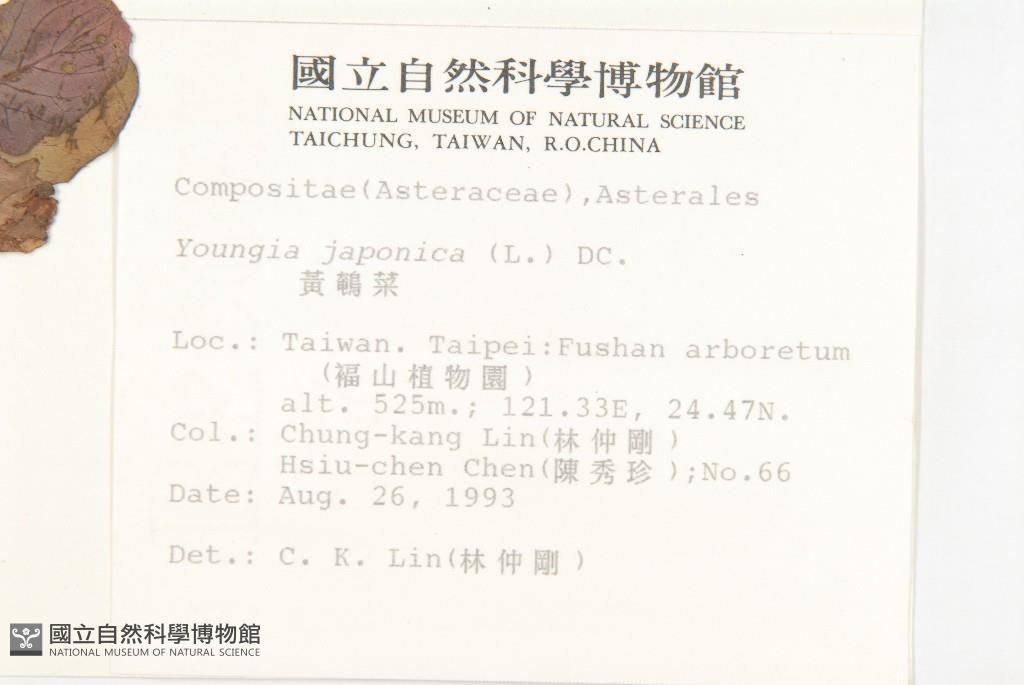 國立自然科學博物館
NATIONAL MUSEUM OF NATURAL SCIENCE
TAICHUNG, TAIWAN, R.O.CHINA
Compositae(Asteraceae),Asterales
Youngia japonica (L.) DC.
黃鵪菜
Loc.: Taiwan. Taipei:Fushan arboretum
(福山植物園)
alt. 525m.; 121.33E, 24.47N.
Col.: Chung-kang Lin(林仲剛)
Hsiu-chen Chen(陳秀珍);No.66
Date: Aug. 26, 1993
Det.: C. K. Lin(林仲剛)
國立自然科學博物館
NATIONAL MUSEUM OF NATURAL SCIENCE